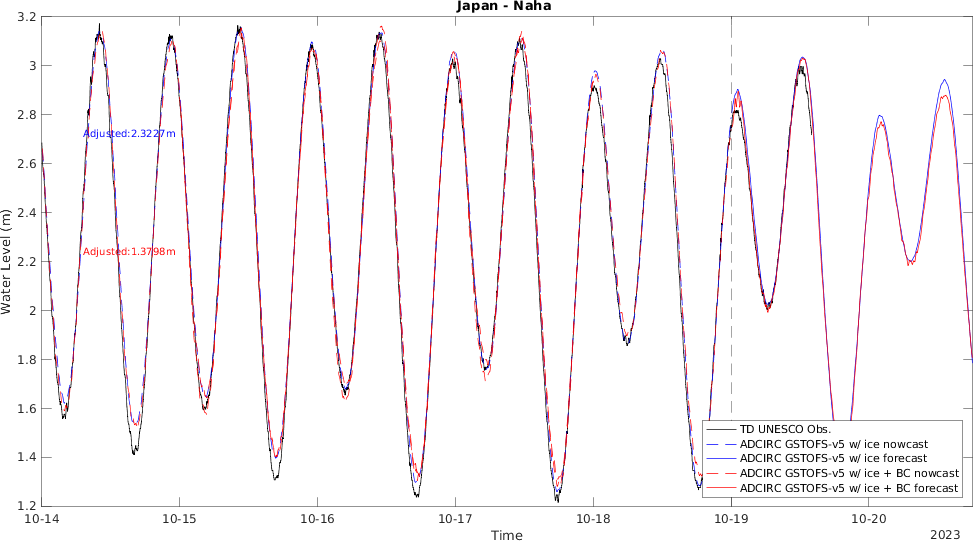 Japan - Naha
3.2
3
2.8
2.6
2.4
2.2
2
1.8
1.6
1.4
1.2
Water Level (m)
Adjusted:2.3227m
Adjusted:1.3798m
TD UNESCO Obs.
ADCIRC GSTOFS-v5 w/ ice nowcast
ADCIRC GSTOFS-v5 w/ ice forecast
ADCIRC GSTOFS-v5 w/ ice + BC nowcast
ADCIRC GSTOFS-v5 w/ ice + BC forecast
10-14 10-15 10-16 10-17 10-18 10-19 10-20
Time
2023